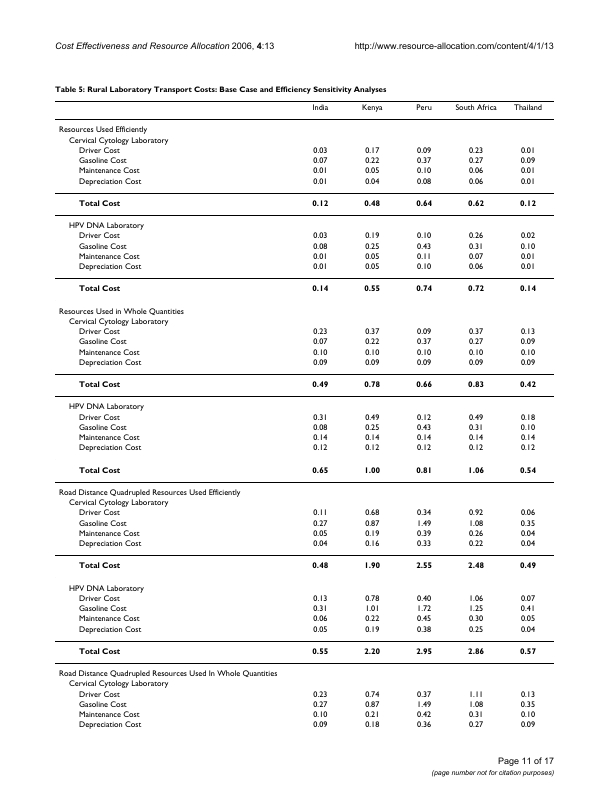 Cost Effectiveness and Resource Allocation 2006, 4:13 http://www.resource-allocation.com/content/4/1/13
Table 5: Rural Laboratory Transport Costs: Base Case and Efficiency Sensitivity Analyses
India Kenya Peru South Africa Thailand
Resources Used Efficiently
Cervical Cytology Laboratory
Driver Cost 0.03 0.17 0.09 0.23 0.01
Gasoline Cost 0.07 0.22 0.37 0.27 0.09
Maintenance Cost 0.01 0.05 0.10 0.06 0.01
Depreciation Cost 0.01 0.04 0.08 0.06 0.01
Total Cost 0.12 0.48 0.64 0.62 0.12
HPV DNA Laboratory
Driver Cost 0.03 0.19 0.10 0.26 0.02
Gasoline Cost 0.08 0.25 0.43 0.31 0.10
Maintenance Cost 0.01 0.05 0.11 0.07 0.01
Depreciation Cost 0.01 0.05 0.10 0.06 0.01
Total Cost 0.14 0.55 0.74 0.72 0.14
Resources Used in Whole Quantities
Cervical Cytology Laboratory
Driver Cost 0.23 0.37 0.09 0.37 0.13
Gasoline Cost 0.07 0.22 0.37 0.27 0.09
Maintenance Cost 0.10 0.10 0.10 0.10 0.10
Depreciation Cost 0.09 0.09 0.09 0.09 0.09
Total Cost 0.49 0.78 0.66 0.83 0.42
HPV DNA Laboratory
Driver Cost 0.31 0.49 0.12 0.49 0.18
Gasoline Cost 0.08 0.25 0.43 0.31 0.10
Maintenance Cost 0.14 0.14 0.14 0.14 0.14
Depreciation Cost 0.12 0.12 0.12 0.12 0.12
Total Cost 0.65 1.00 0.81 1.06 0.54
Road Distance Quadrupled Resources Used Efficiently
Cervical Cytology Laboratory
Driver Cost 0.11 0.68 0.34 0.92 0.06
Gasoline Cost 0.27 0.87 1.49 1.08 0.35
Maintenance Cost 0.05 0.19 0.39 0.26 0.04
Depreciation Cost 0.04 0.16 0.33 0.22 0.04
Total Cost 0.48 1.90 2.55 2.48 0.49
HPV DNA Laboratory
Driver Cost 0.13 0.78 0.40 1.06 0.07
Gasoline Cost 0.31 1.01 1.72 1.25 0.41
Maintenance Cost 0.06 0.22 0.45 0.30 0.05
Depreciation Cost 0.05 0.19 0.38 0.25 0.04
Total Cost 0.55 2.20 2.95 2.86 0.57
Road Distance Quadrupled Resources Used In Whole Quantities
Cervical Cytology Laboratory
Driver Cost 0.23 0.74 0.37 1.11 0.13
Gasoline Cost 0.27 0.87 1.49 1.08 0.35
Maintenance Cost 0.10 0.21 0.42 0.31 0.10
Depreciation Cost 0.09 0.18 0.36 0.27 0.09
Page 11 of 17
(page number not for citation purposes)